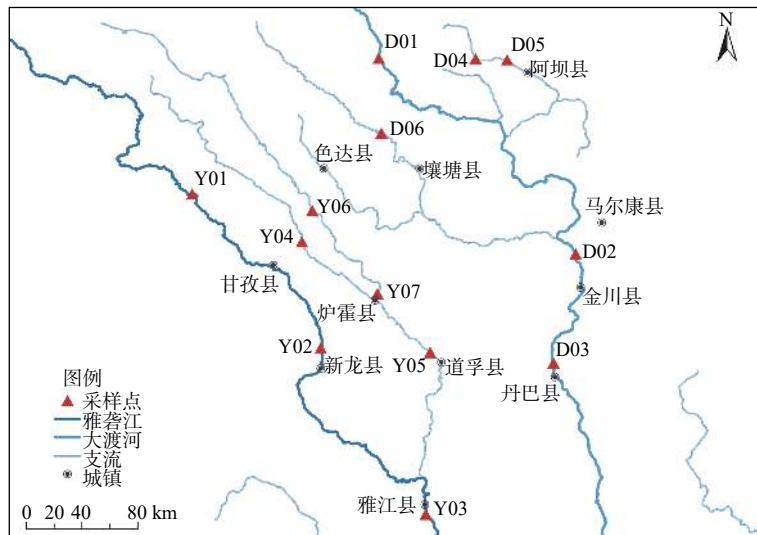 N
D01
D04
D05
阿坝县
D06
色达县
壤塘县
Y01
Y06
马尔康县
Y04
D02
甘孜县
Y07
金川县
炉霍县
Y02
D03
新龙县
Y05
道孚县
丹巴县
图例
采样点
雅砻江
大渡河
支流
城镇
雅江县
Y03
0 20 40 80 km